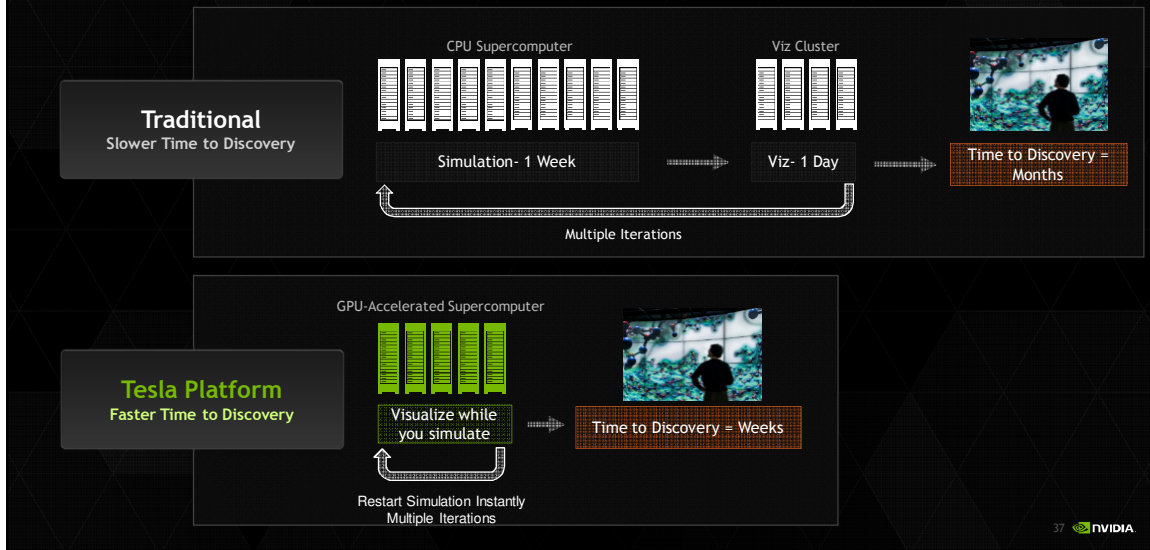 CPU Supercomputer
Viz Cluster
Traditional
Slower Time to Discovery
Simulation- 1 Week
Viz- 1 Day
Time to Discovery =
Months
Multiple Iterations
GPU-Accelerated Supercomputer
Tesla Platform
Faster Time to Discovery
Visualize while
you simulate
Time to Discovery = Weeks
Restart Simulation Instantly
Multiple Iterations
37 NVIDIA.